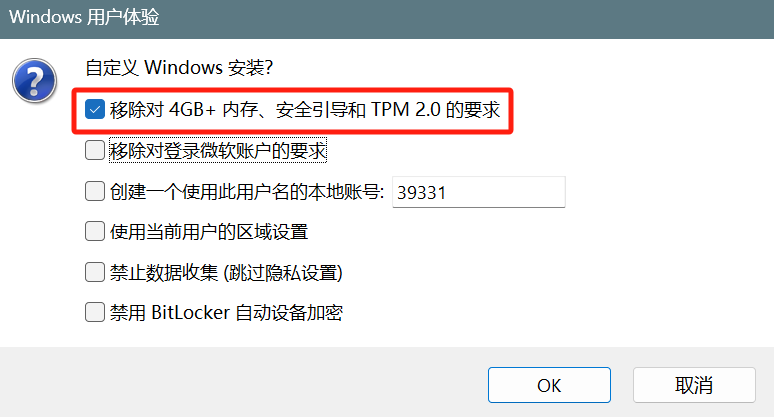 Windows 用户体验
自定义 Windows 安装?
移除对 4GB+ 内存、安全引导和 TPM 2.0 的要求
移除对登录微软账户的要求
创建一个使用此用户名的本地账号: 39331
使用当前用户的区域设置
禁止数据收集 (跳过隐私设置)
禁用 BitLocker 自动设备加密
OK 取消